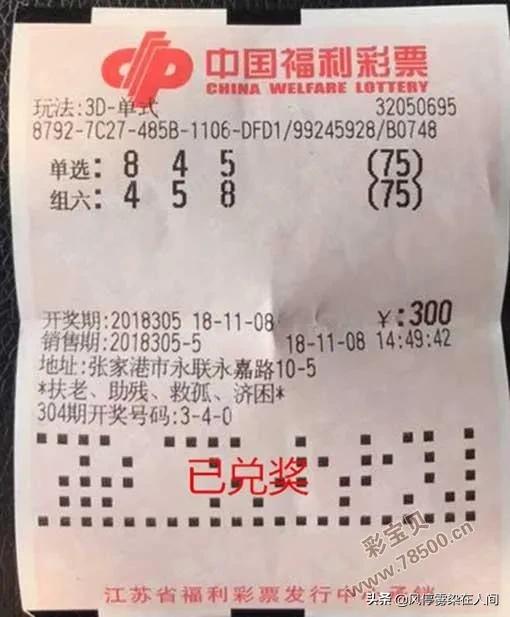 中国福利彩票
CHINA WELFARE LOTTERY
玩法:3D-单式 32050695
8792-7C27-485B-1106-DFD1/99245928/B0748
单选: 8 4 5 (75)
组六: 4 5 8 (75)
开奖期:2018305 18-11-08 ¥:300
销售期:2018305-5 18-11-08 14:49:42
地址:张家港市永联永嘉路10-5
*扶老、助残、救孤、济困*
304期开奖号码:3-4-0
已兑奖
彩宝贝
www.78500.cn
江苏省福利彩票发行中心承销
头条 @风停雾染在人间